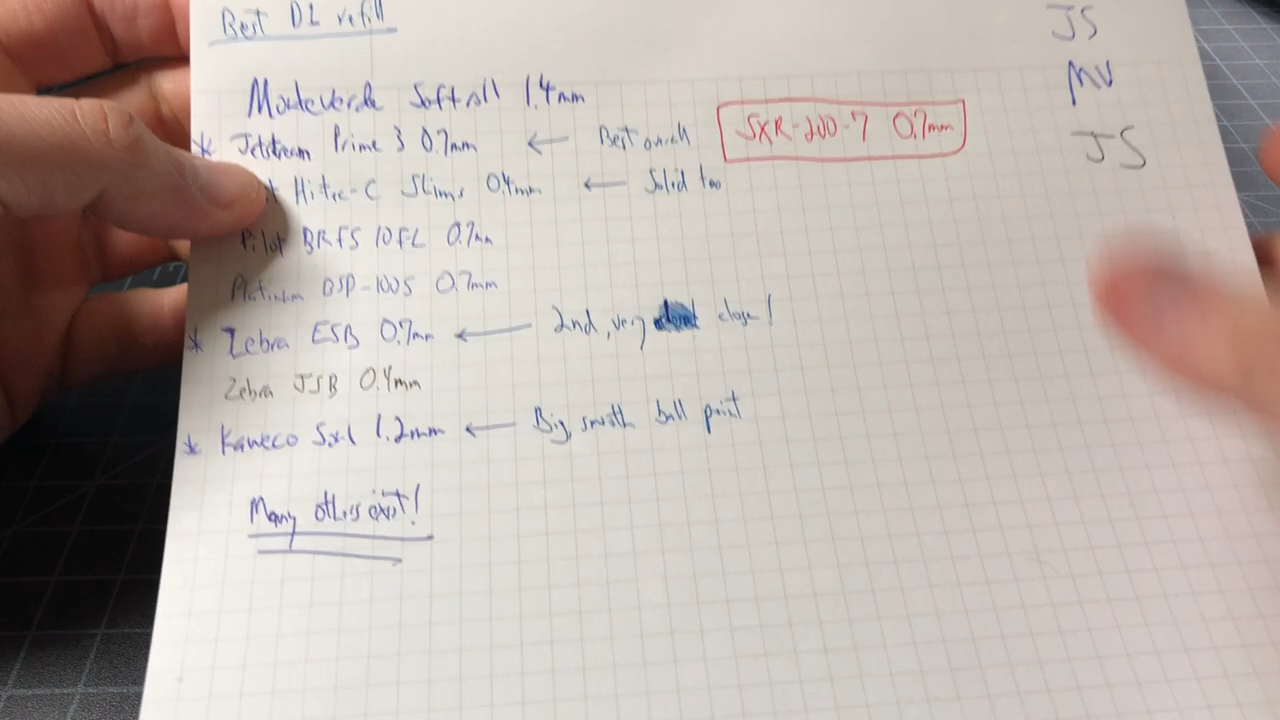 Best D1 refill
JS
Monteverde Softroll 1.4mm
MV
* Jetstream Prime 3 0.7mm ← Best overall
SXR-200-7 0.7mm
JS
Hi-tec-C Slims 0.4mm ← Solid too
Pilot BRFS 10FL 0.7mm
Platinum BSP-100S 0.7mm
* Zebra ESB 0.7mm ← 2nd, very close!
Zebra JSB 0.4mm
* Kaweco Soul 1.2mm ← Big, smooth ball point
Many others exist!